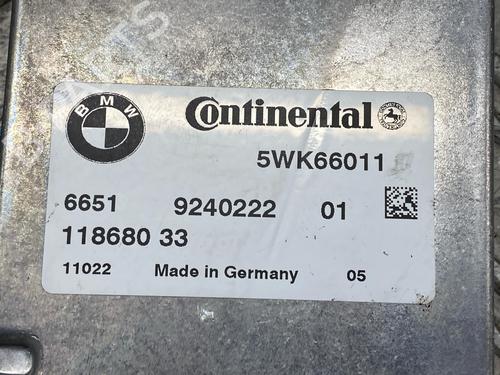 BMW
Continental
5WK66011
6651 9240222 01
118680 33
11022 Made in Germany 05